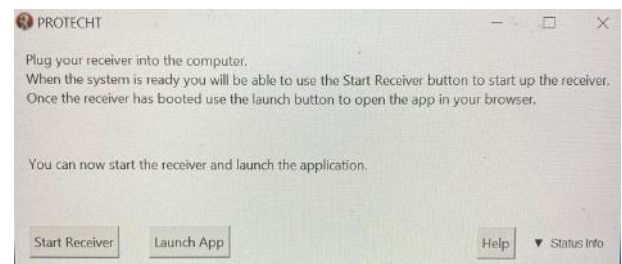 PROTECHT
Plug your receiver into the computer.
When the system is ready you will be able to use the Start Receiver button to start up the receiver.
Once the receiver has booted use the launch button to open the app in your browser.
You can now start the receiver and launch the application.
Start Receiver
Launch App
Help
▼ Status Info